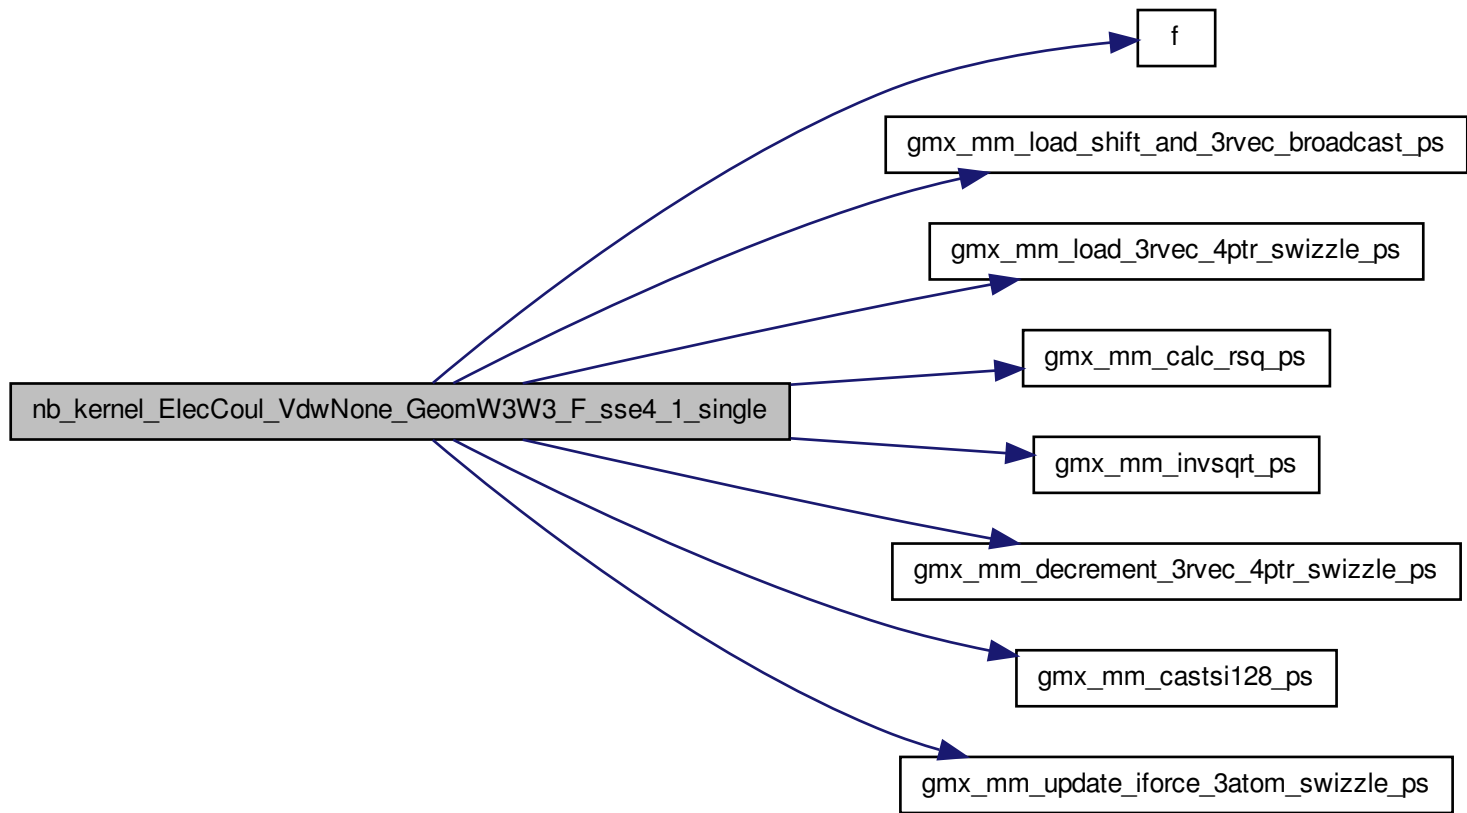 f
gmx_mm_load_shift_and_3rvec_broadcast_ps
gmx_mm_load_3rvec_4ptr_swizzle_ps
gmx_mm_calc_rsq_ps
nb_kernel_ElecCoul_VdwNone_GeomW3W3_F_sse4_1_single
gmx_mm_invsqrt_ps
gmx_mm_decrement_3rvec_4ptr_swizzle_ps
gmx_mm_castsi128_ps
gmx_mm_update_iforce_3atom_swizzle_ps